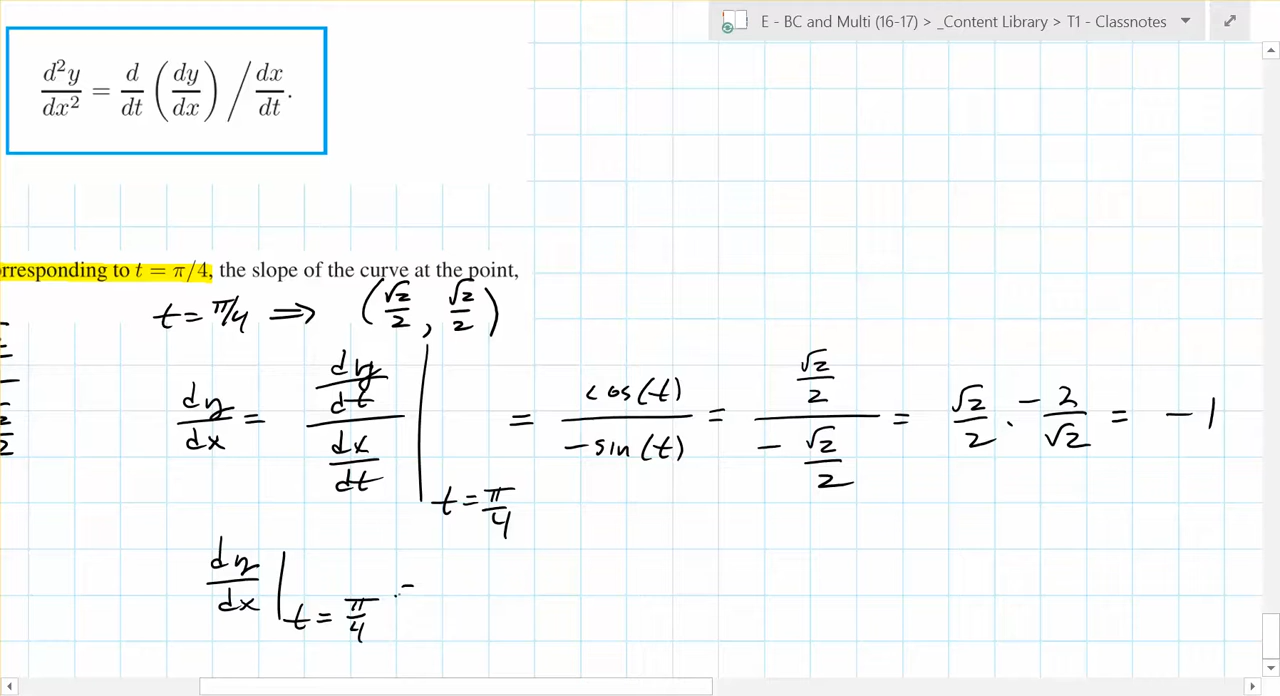 E - BC and Multi (16-17) > _Content Library > T1 - Classnotes
d²y/dx² = d/dt (dy/dx) / dx/dt.
orresponding to t = π/4, the slope of the curve at the point,
t = π/4 ⟹ (√2/2, √2/2)
dy/dx = (dy/dt)/(dx/dt) |t=π/4 = cos(t)/-sin(t) = (√2/2)/(-√2/2) = √2/2 · -2/√2 = -1
dy/dx |t=π/4 =